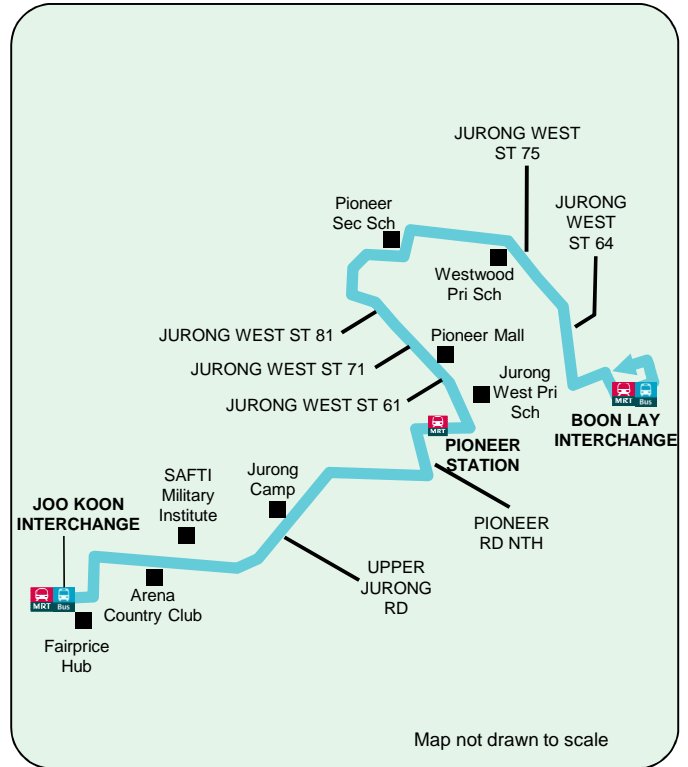 JURONG WEST
ST 75
JURONG
WEST
ST 64
Pioneer
Sec Sch
Westwood
Pri Sch
JURONG WEST ST 81
Pioneer Mall
JURONG WEST ST 71
Jurong
West Pri
Sch
JURONG WEST ST 61
MRT Bus
BOON LAY
INTERCHANGE
MRT
PIONEER
STATION
SAFTI
Military
Institute
Jurong
Camp
JOO KOON
INTERCHANGE
PIONEER
RD NTH
UPPER
JURONG
RD
MRT Bus
Arena
Country Club
Fairprice
Hub
Map not drawn to scale